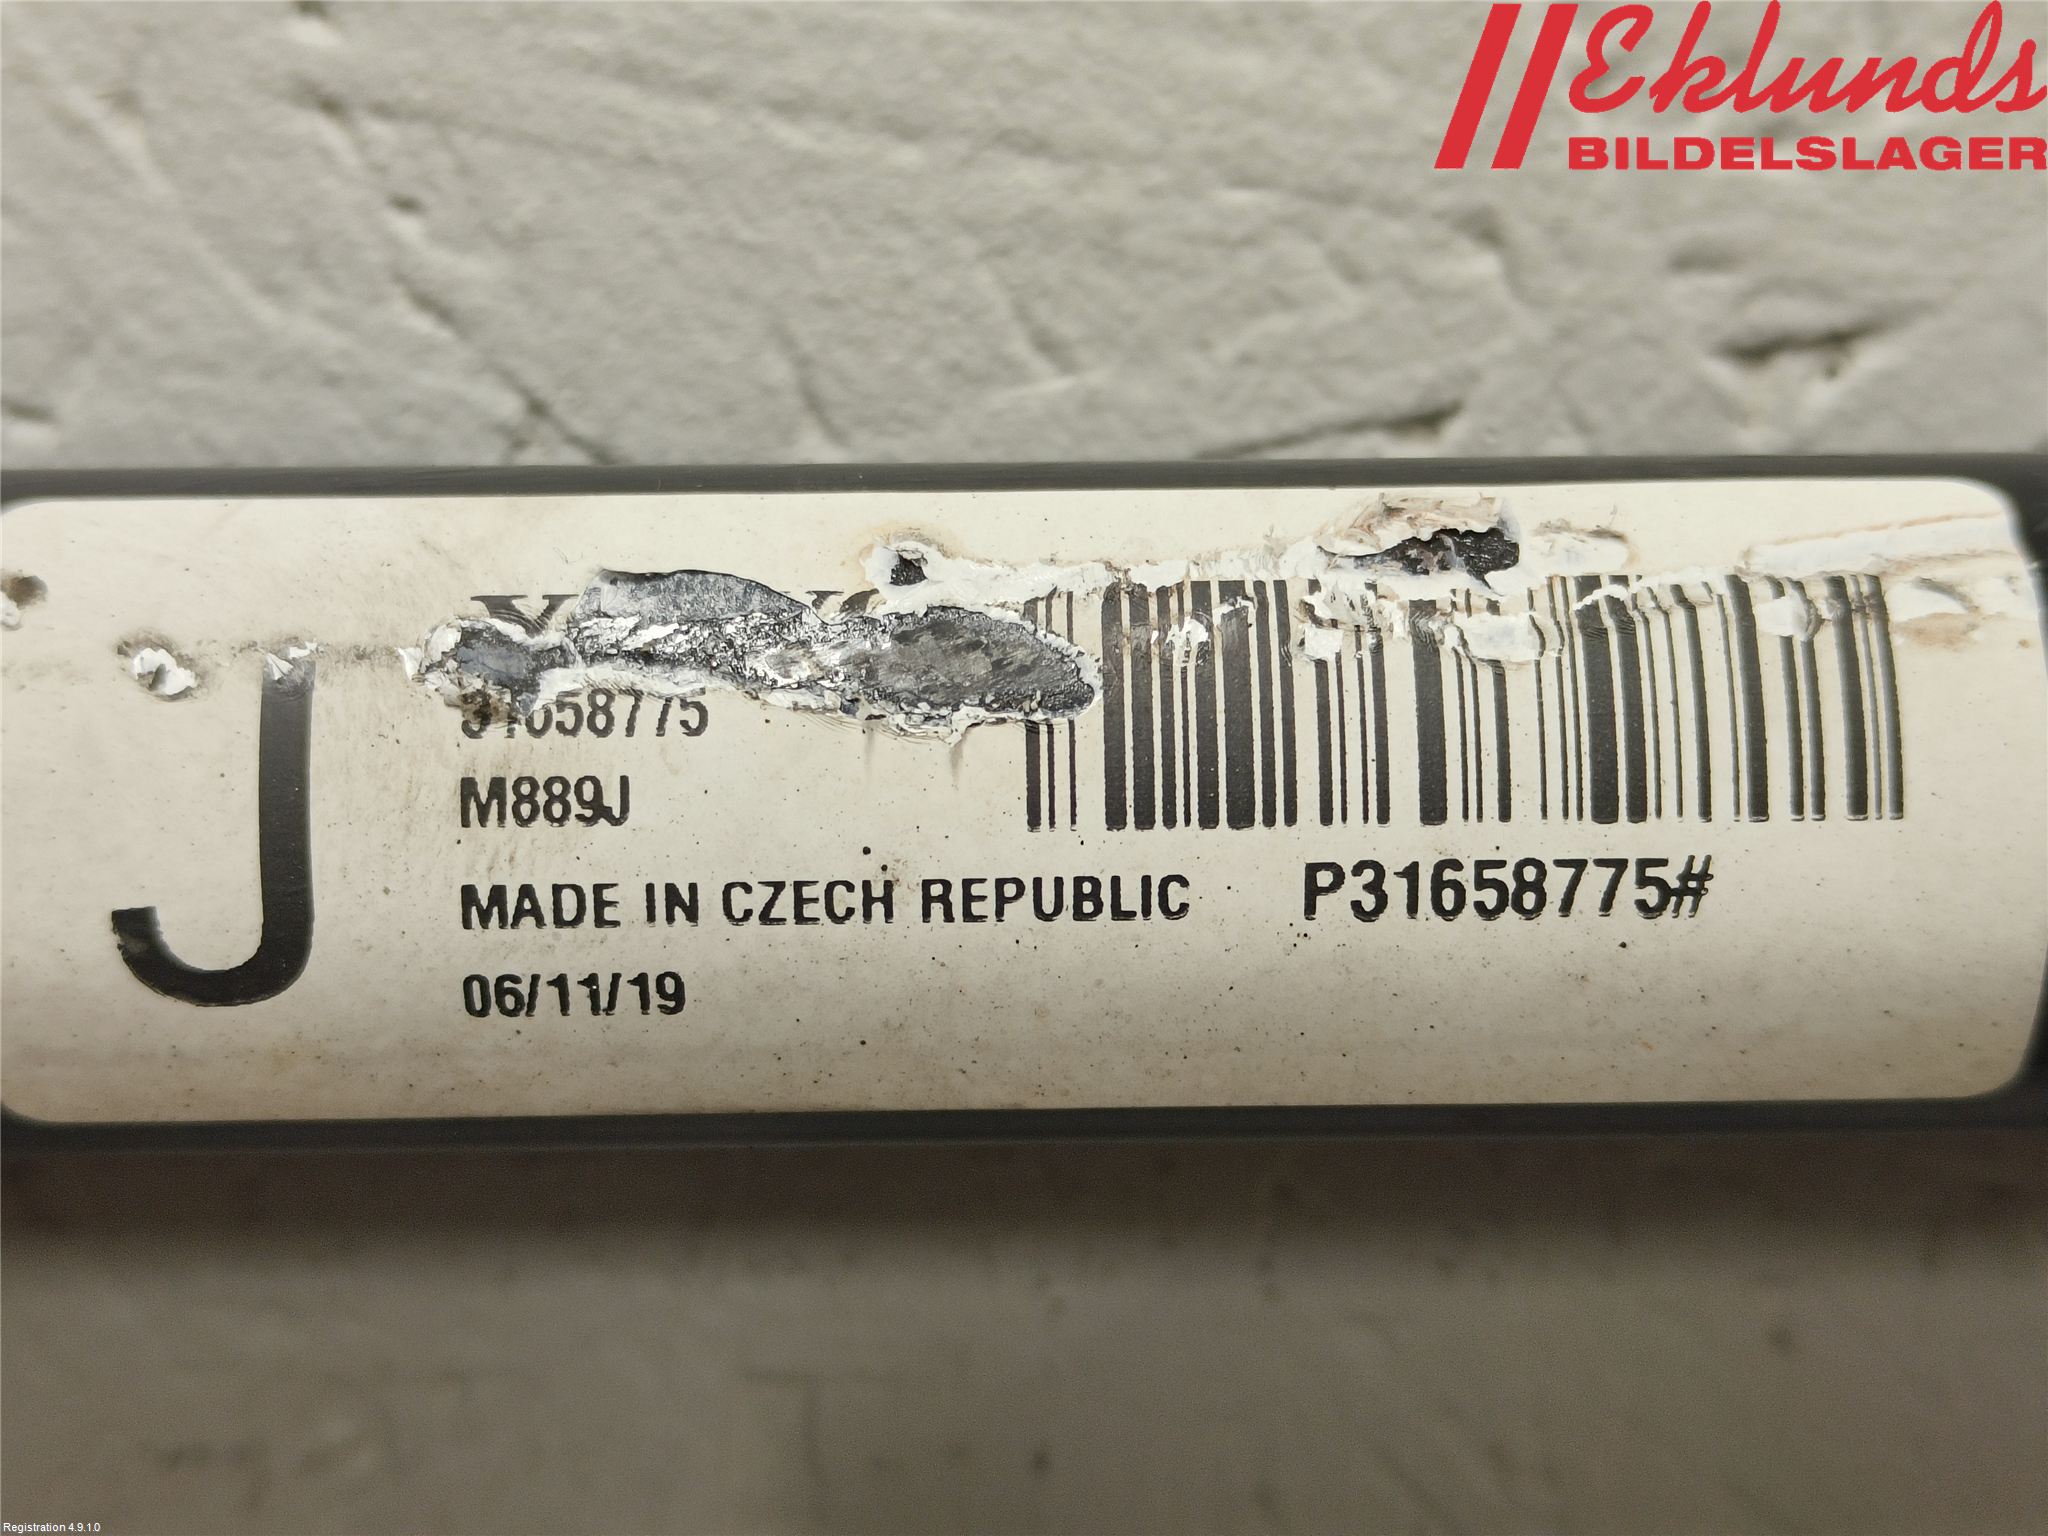 Eklunds
BILDELSLAGER
J
31658775
M889J
MADE IN CZECH REPUBLIC
P31658775#
06/11/19
Registration 4.9.1.0